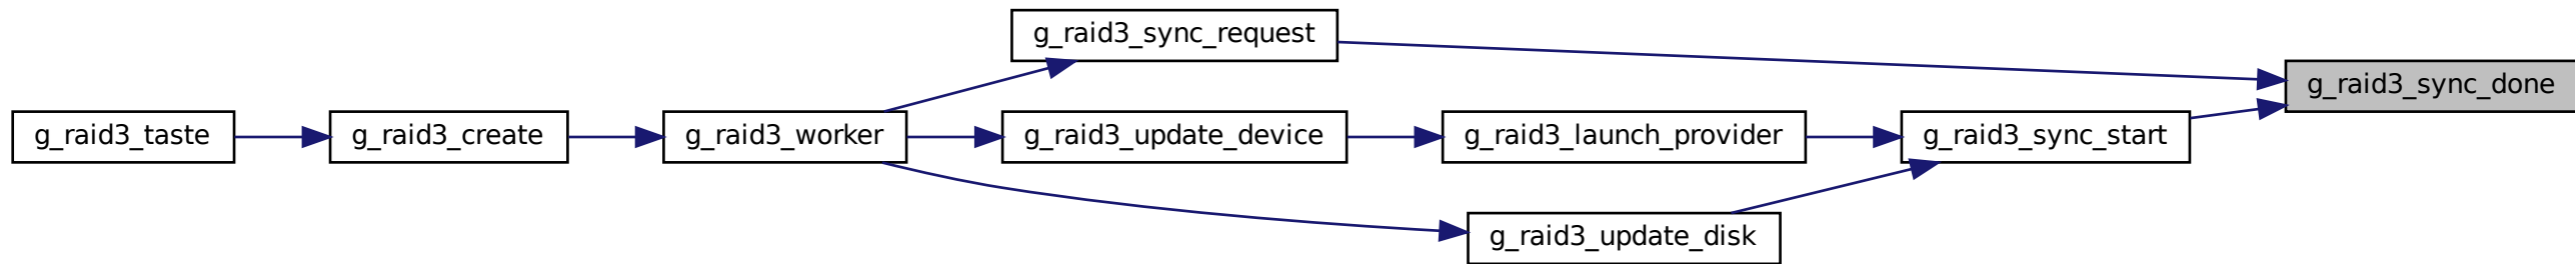 g_raid3_sync_request
g_raid3_sync_done
g_raid3_taste
g_raid3_create
g_raid3_worker
g_raid3_update_device
g_raid3_launch_provider
g_raid3_sync_start
g_raid3_update_disk